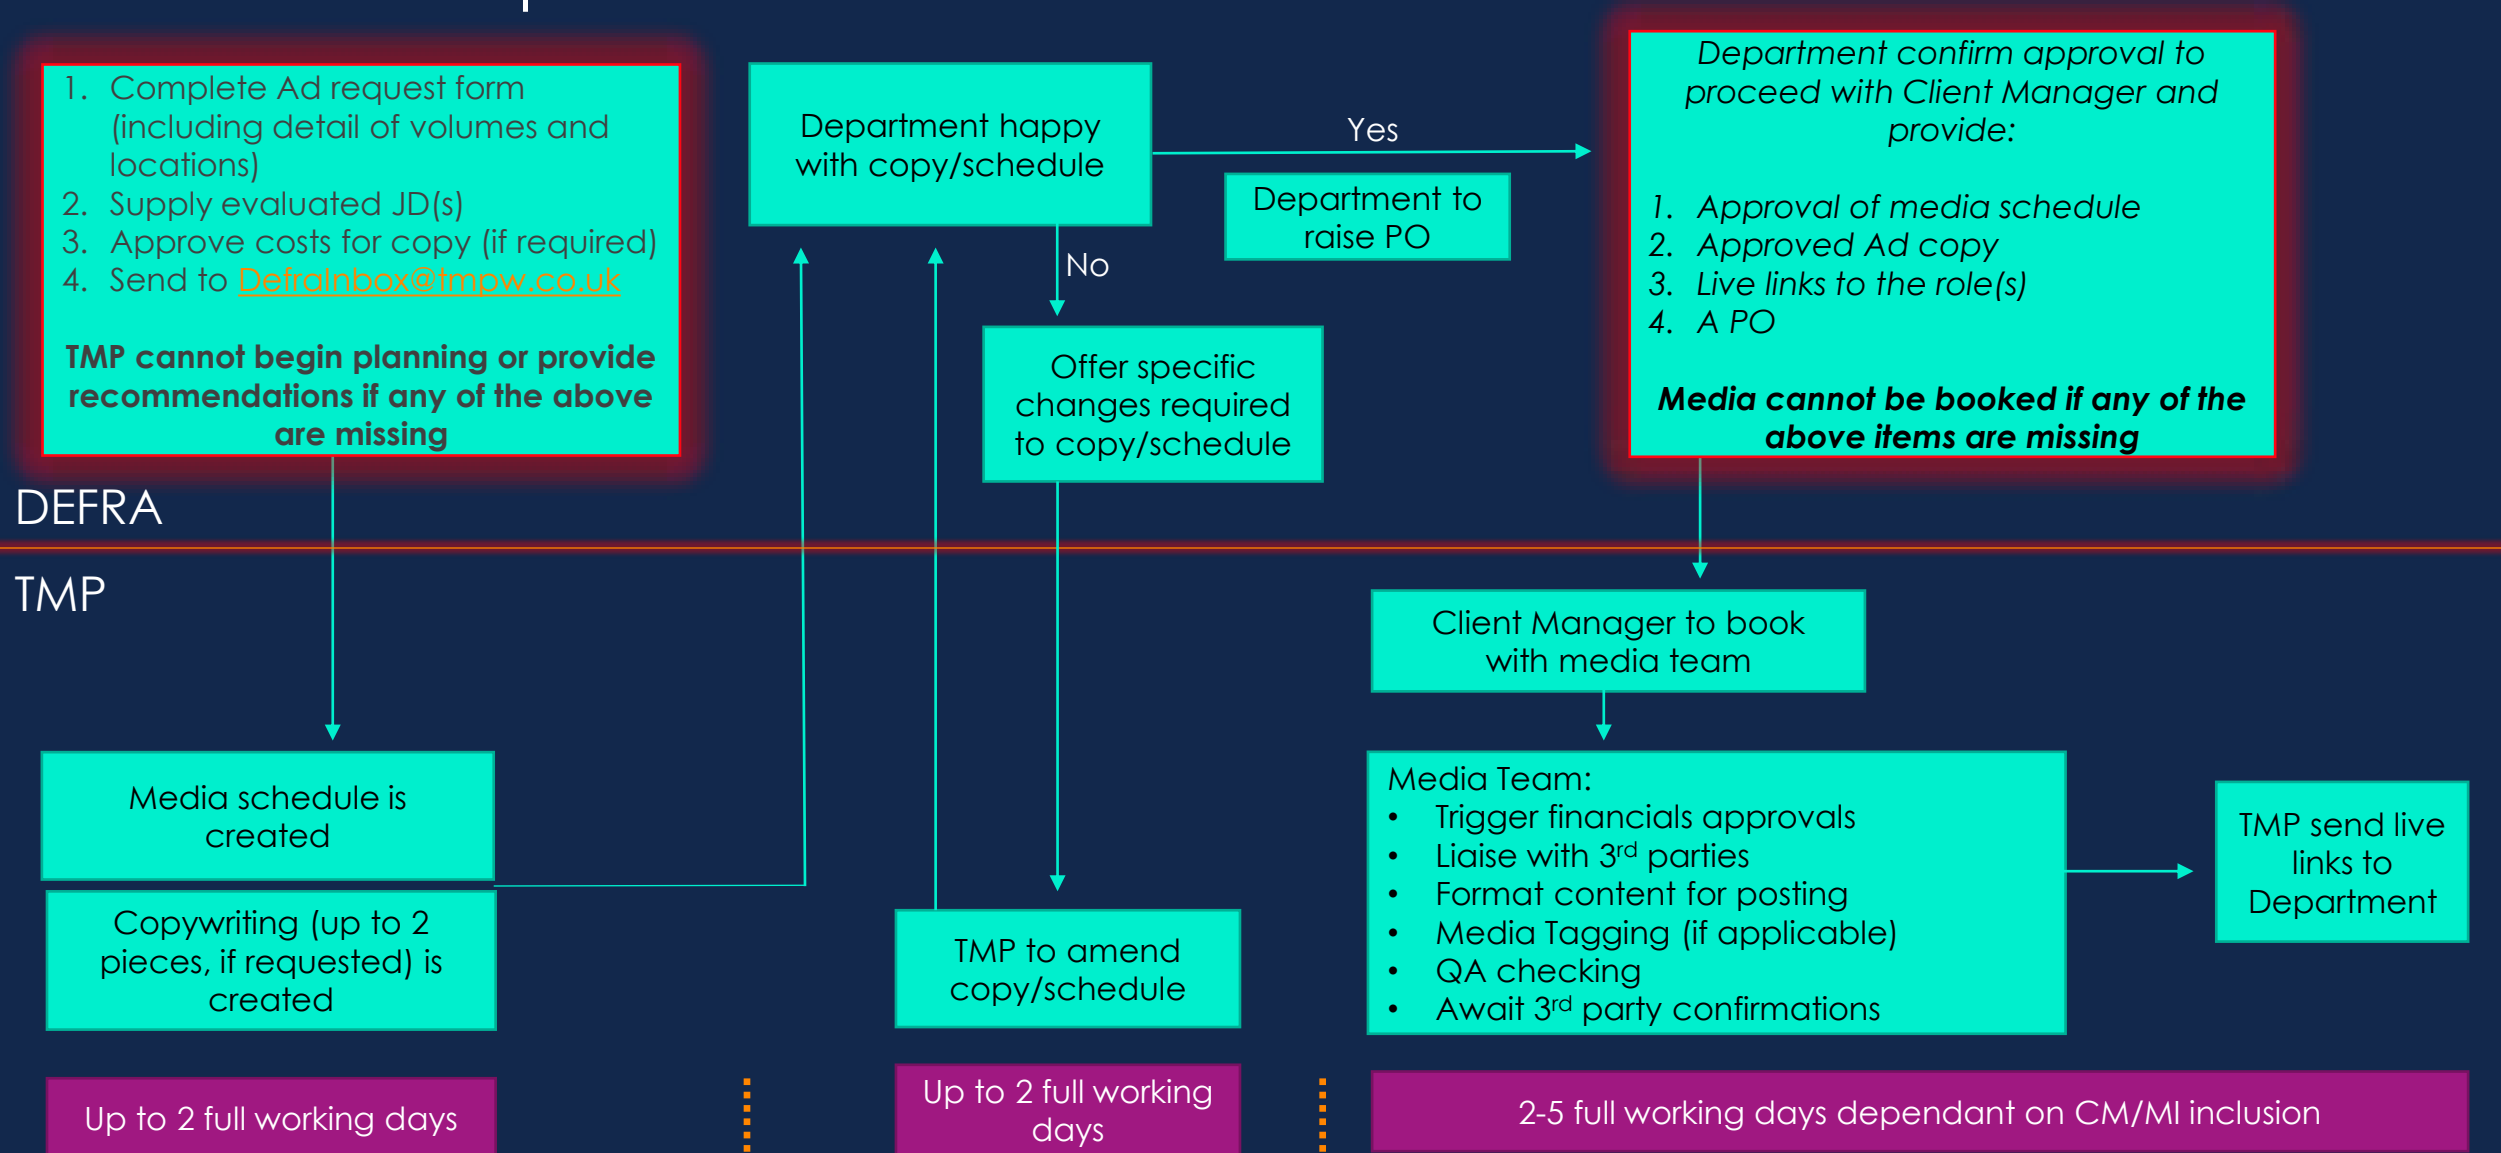 1. Complete Ad request form
(including detail of volumes and
locations)
2. Supply evaluated JD(s)
3. Approve costs for copy (if required)
4. Send to DefraInbox@tmpw.co.uk
TMP cannot begin planning or provide
recommendations if any of the above
are missing
Department happy
with copy/schedule
Yes
Department to
raise PO
No
Offer specific
changes required
to copy/schedule
Department confirm approval to
proceed with Client Manager and
provide:
1. Approval of media schedule
2. Approved Ad copy
3. Live links to the role(s)
4. A PO
Media cannot be booked if any of the
above items are missing
DEFRA
TMP
Media schedule is
created
Copywriting (up to 2
pieces, if requested) is
created
TMP to amend
copy/schedule
Client Manager to book
with media team
Media Team:
• Trigger financials approvals
• Liaise with 3rd parties
• Format content for posting
• Media Tagging (if applicable)
• QA checking
• Await 3rd party confirmations
TMP send live
links to
Department
Up to 2 full working days
Up to 2 full working
days
2-5 full working days dependant on CM/MI inclusion